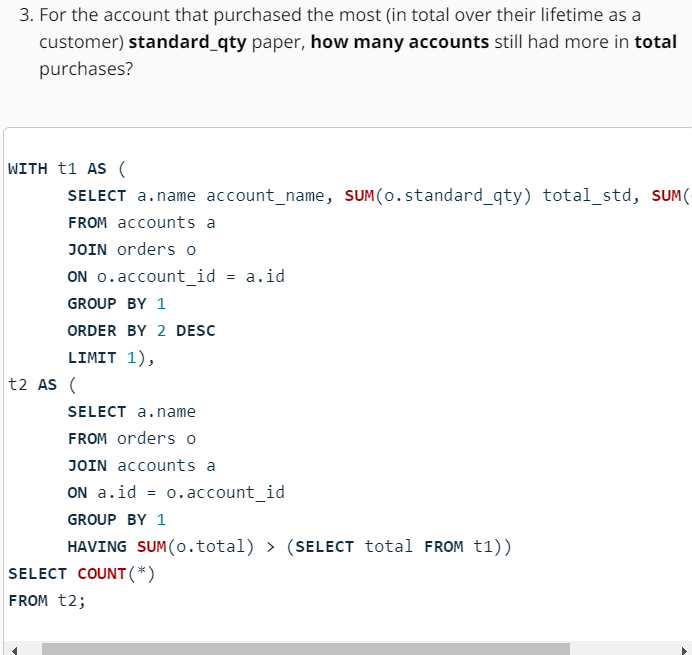 3. For the account that purchased the most (in total over their lifetime as a
customer) standard_qty paper, how many accounts still had more in total
purchases?
WITH t1 AS (
SELECT a.name account_name, SUM(o.standard_qty) total_std, SUM(
FROM accounts a
JOIN orders o
ON o.account_id = a.id
GROUP BY 1
ORDER BY 2 DESC
LIMIT 1),
t2 AS (
SELECT a.name
FROM orders o
JOIN accounts a
ON a.id = o.account_id
GROUP BY 1
HAVING SUM(o.total) > (SELECT total FROM t1))
SELECT COUNT(*)
FROM t2;